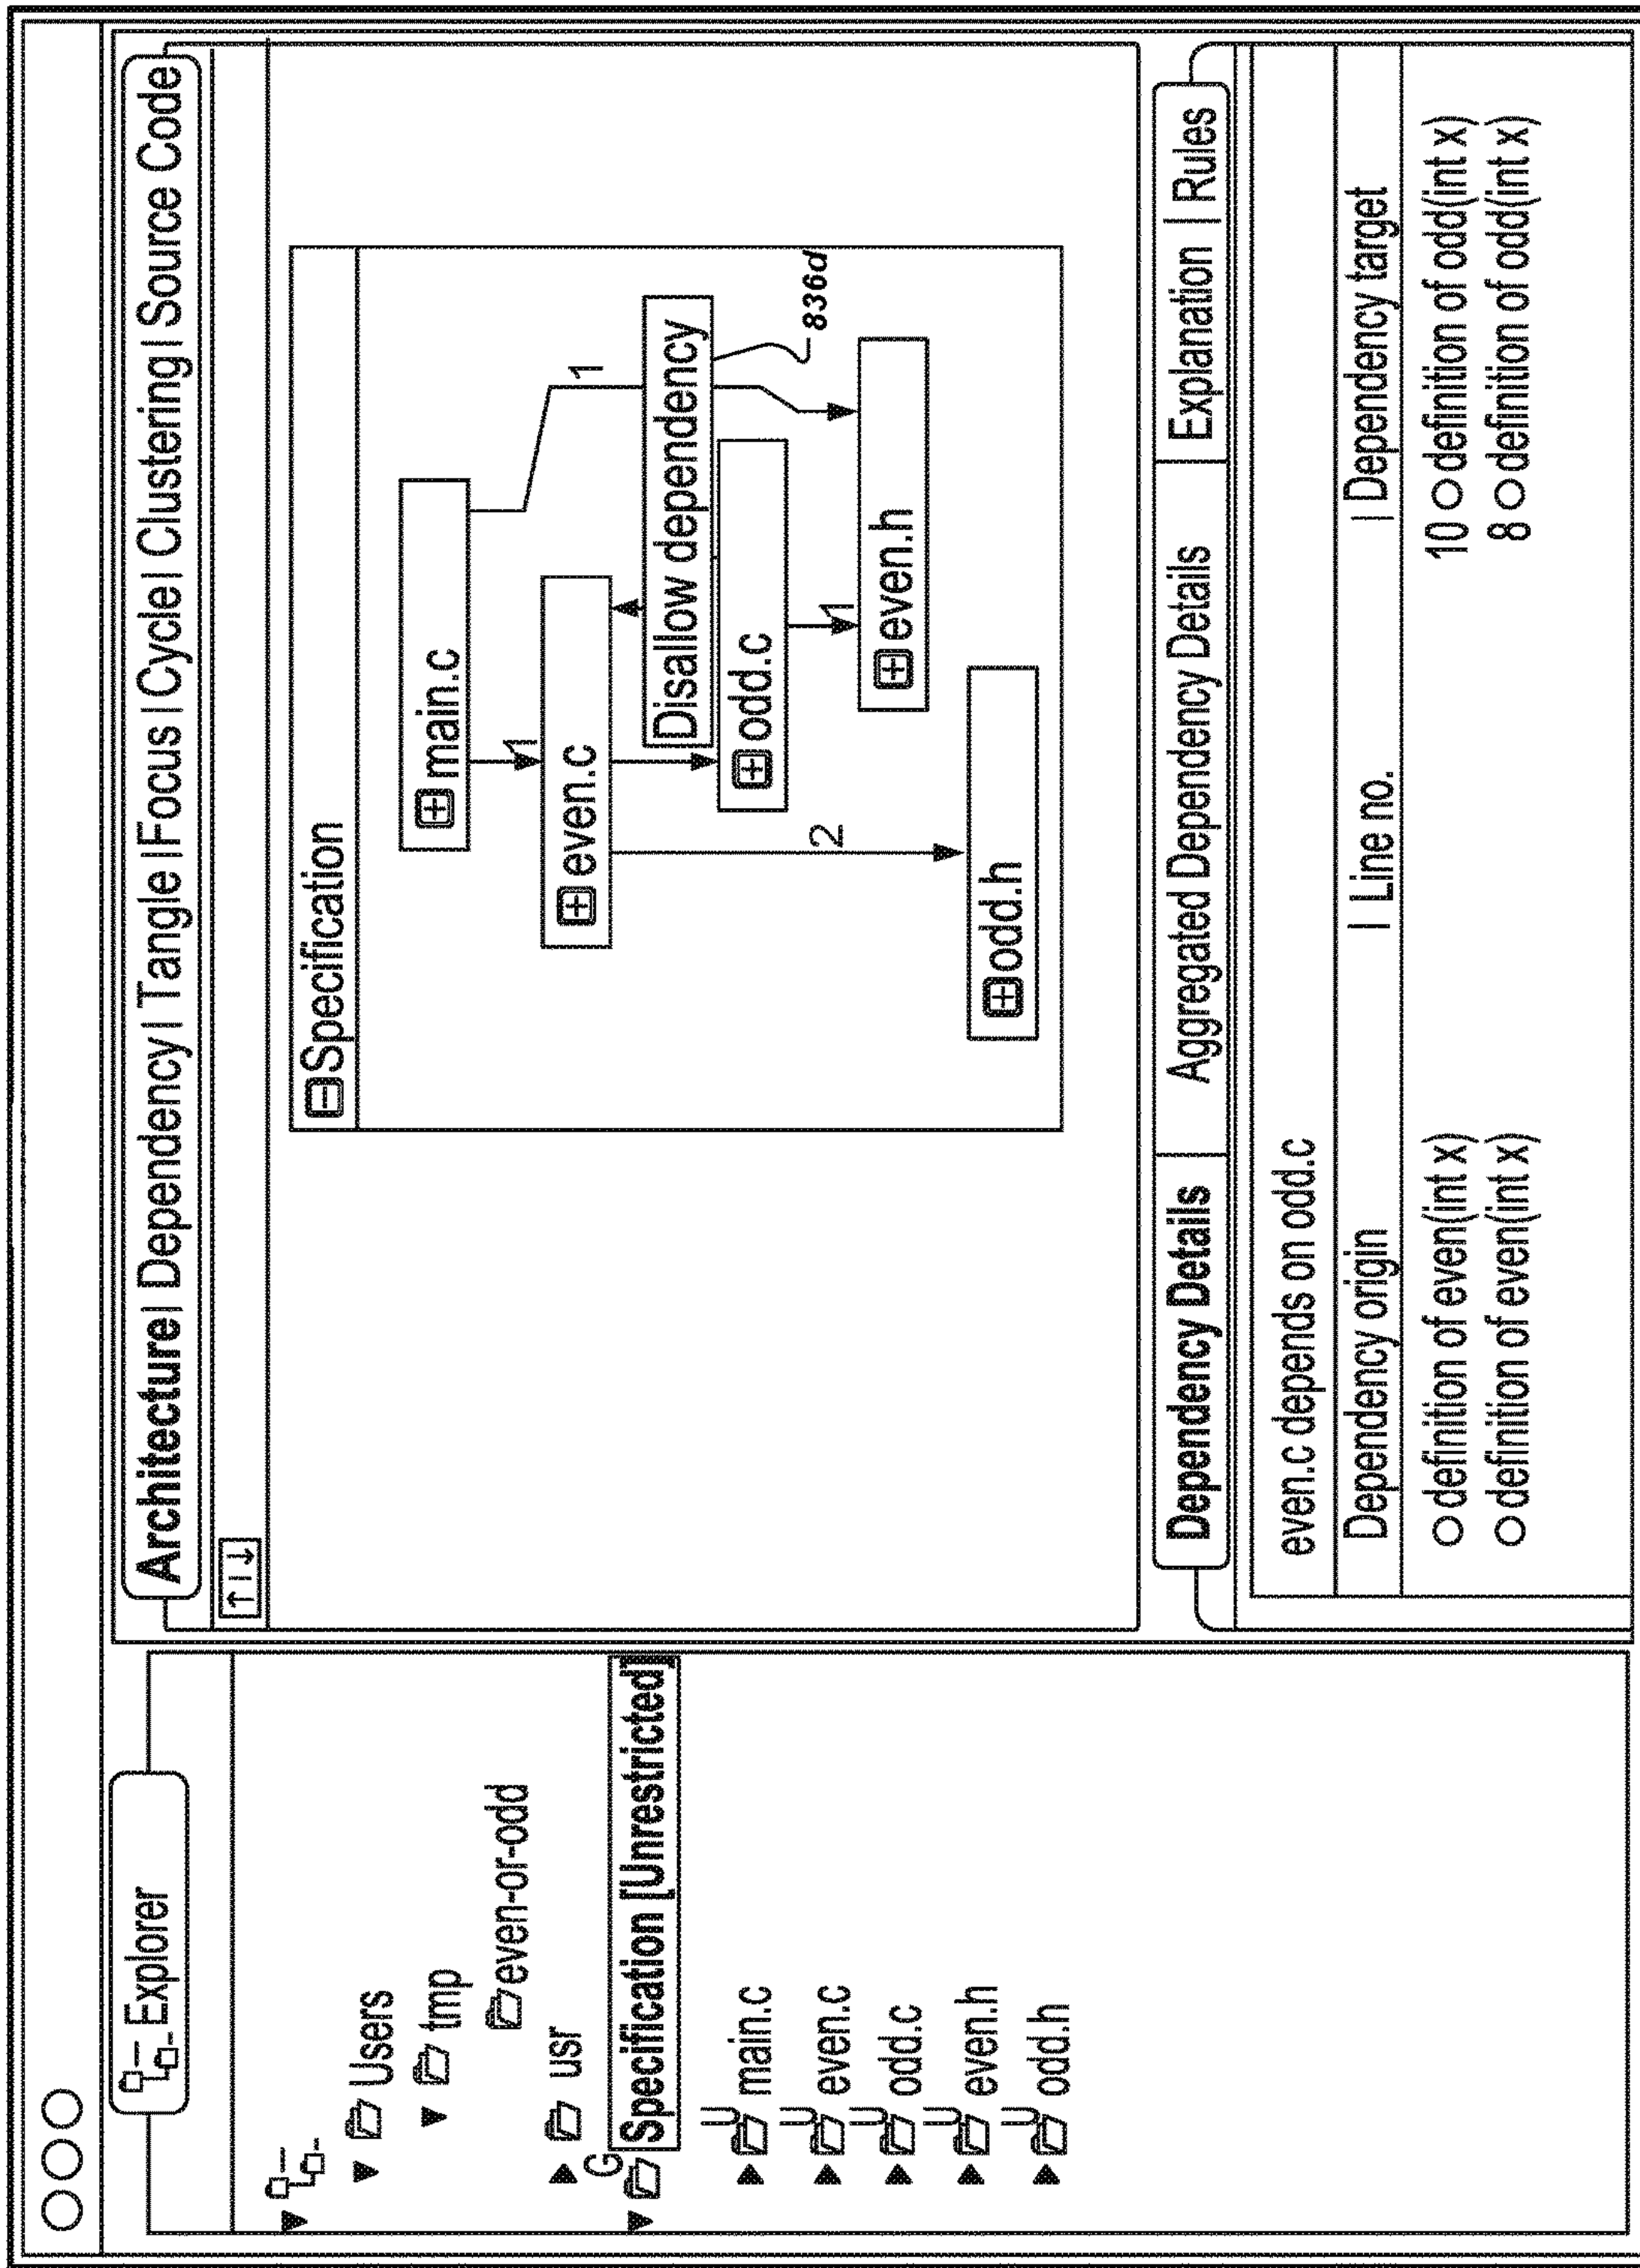 Explorer
Users
tmp
even-or-odd
usr
G
Specification [Unrestricted]
U
main.c
U
even.c
U
odd.c
U
even.h
U
odd.h
Architecture| Dependency| Tangle |Focus |Cycle| Clustering| Source Code
Specification
main.c
1
1
even.c
Disallow dependency
836d
odd.c
2
1
even.h
odd.h
Dependency Details Aggregated Dependency Details Explanation | Rules
even.c depends on odd.c
Dependency origin | Line no. | Dependency target
definition of even(int x) 10 definition of odd(int x)
definition of even(int x) 8 definition of odd(int x)